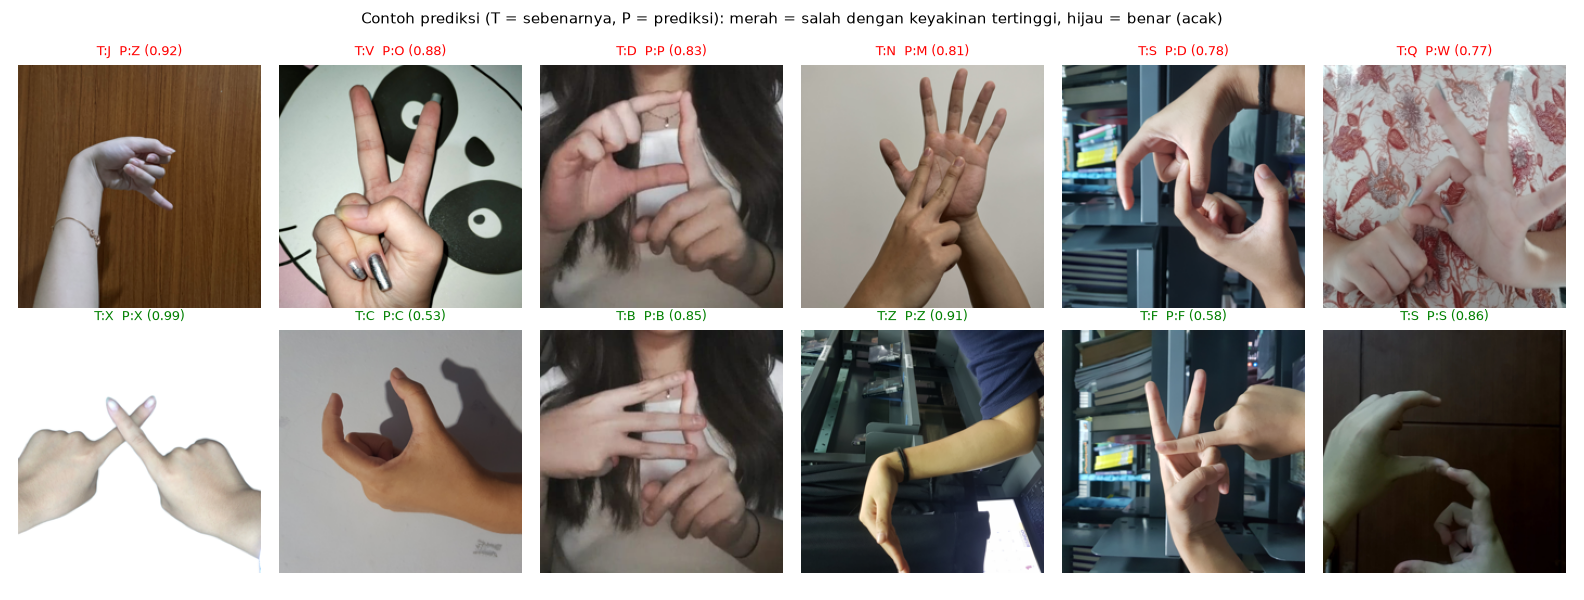 Contoh prediksi (T = sebenarnya, P = prediksi): merah = salah dengan keyakinan tertinggi, hijau = benar (acak)
T:J P:Z (0.92)
T:V P:O (0.88)
T:D P:P (0.83)
T:N P:M (0.81)
T:S P:D (0.78)
T:Q P:W (0.77)
T:X P:X (0.99)
T:C P:C (0.53)
T:B P:B (0.85)
T:Z P:Z (0.91)
T:F P:F (0.58)
T:S P:S (0.86)